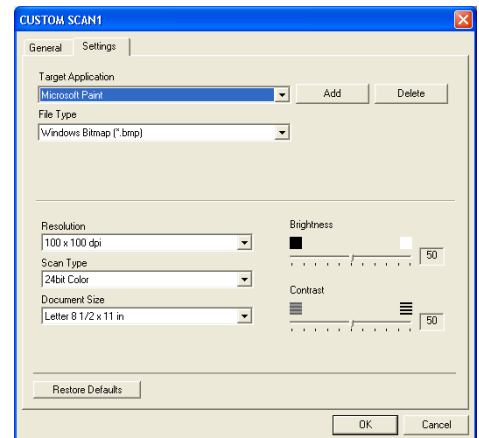 CUSTOM SCAN1
General Settings
Target Application
Microsoft Paint Add Delete
File Type
Windows Bitmap (*.bmp)
Resolution Brightness
100 x 100 dpi
50
Scan Type
24bit Color
Contrast
Document Size
Letter 8 1/2 x 11 in
50
Restore Defaults
OK Cancel